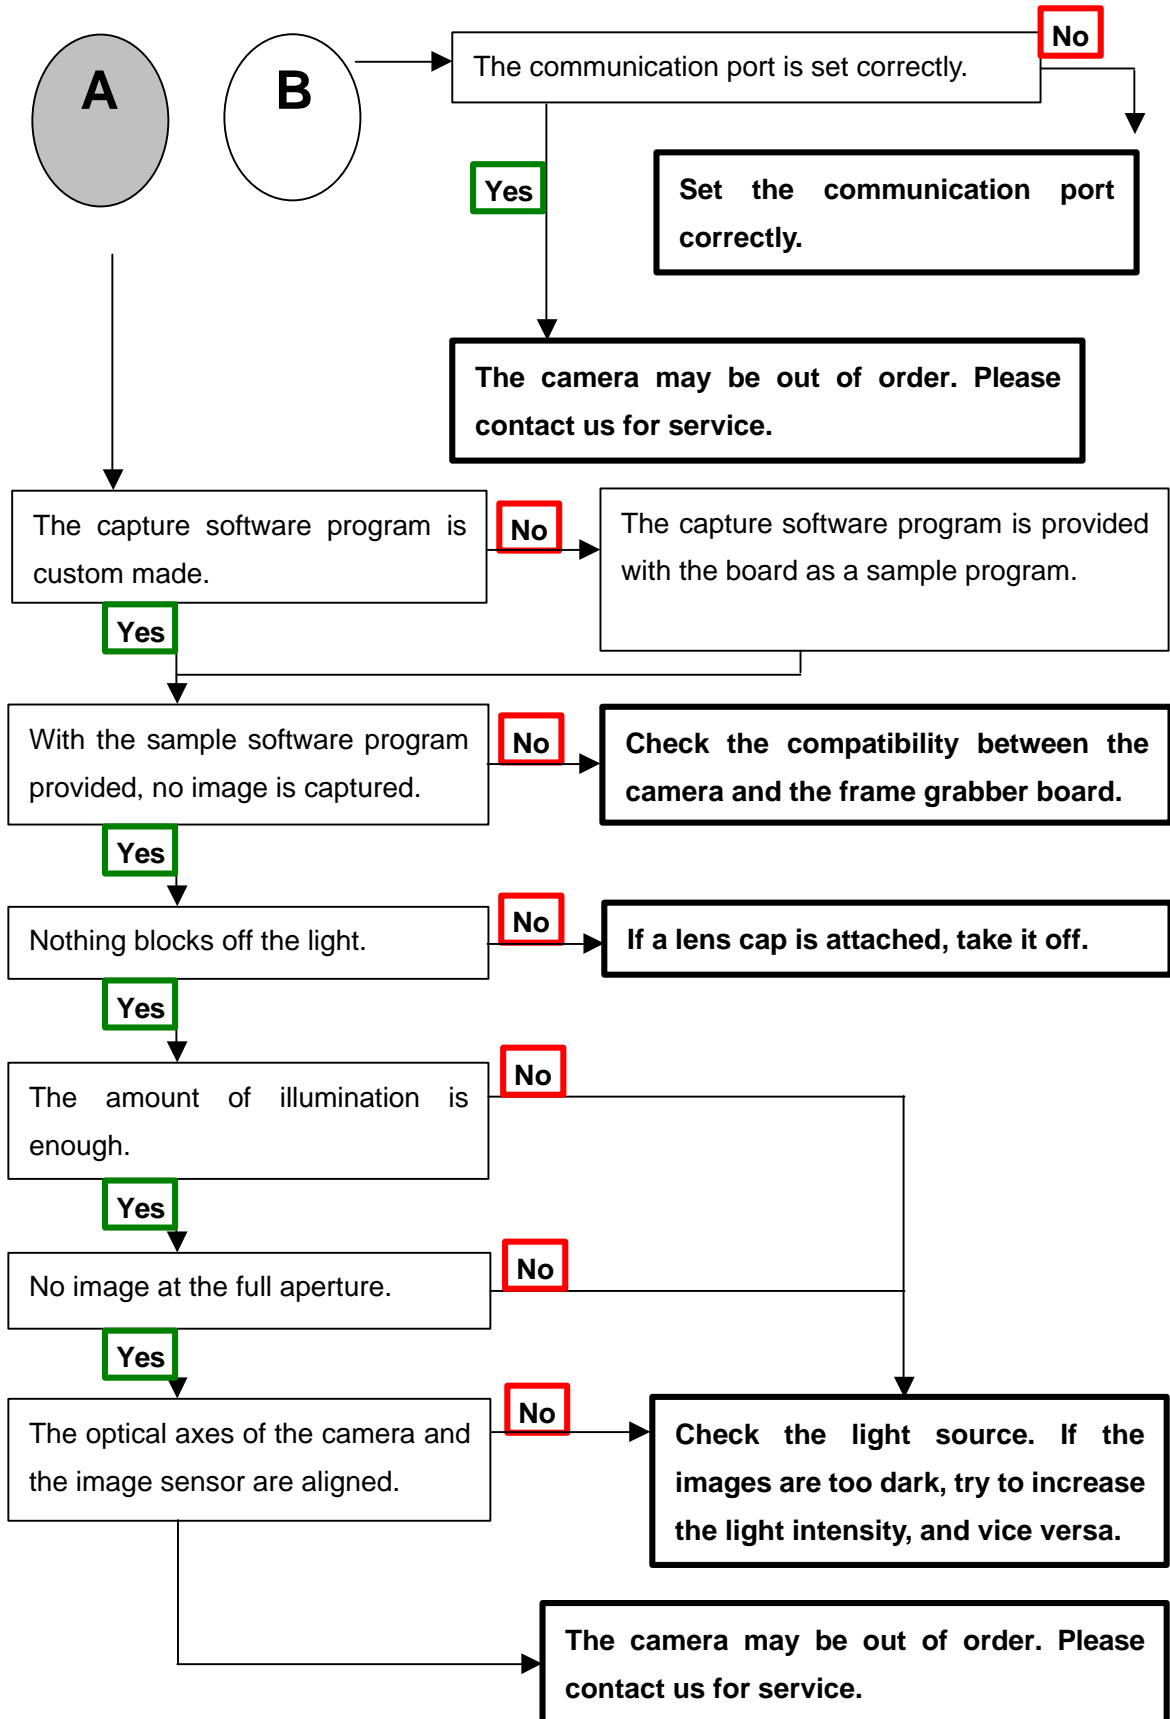 A
B
The communication port is set correctly.
No
Yes
Set the communication port
correctly.
The camera may be out of order. Please
contact us for service.
The capture software program is
custom made.
No
The capture software program is provided
with the board as a sample program.
Yes
With the sample software program
provided, no image is captured.
No
Check the compatibility between the
camera and the frame grabber board.
Yes
Nothing blocks off the light.
No
If a lens cap is attached, take it off.
Yes
The amount of illumination is
enough.
No
Yes
No image at the full aperture.
No
Yes
The optical axes of the camera and
the image sensor are aligned.
No
Check the light source. If the
images are too dark, try to increase
the light intensity, and vice versa.
The camera may be out of order. Please
contact us for service.